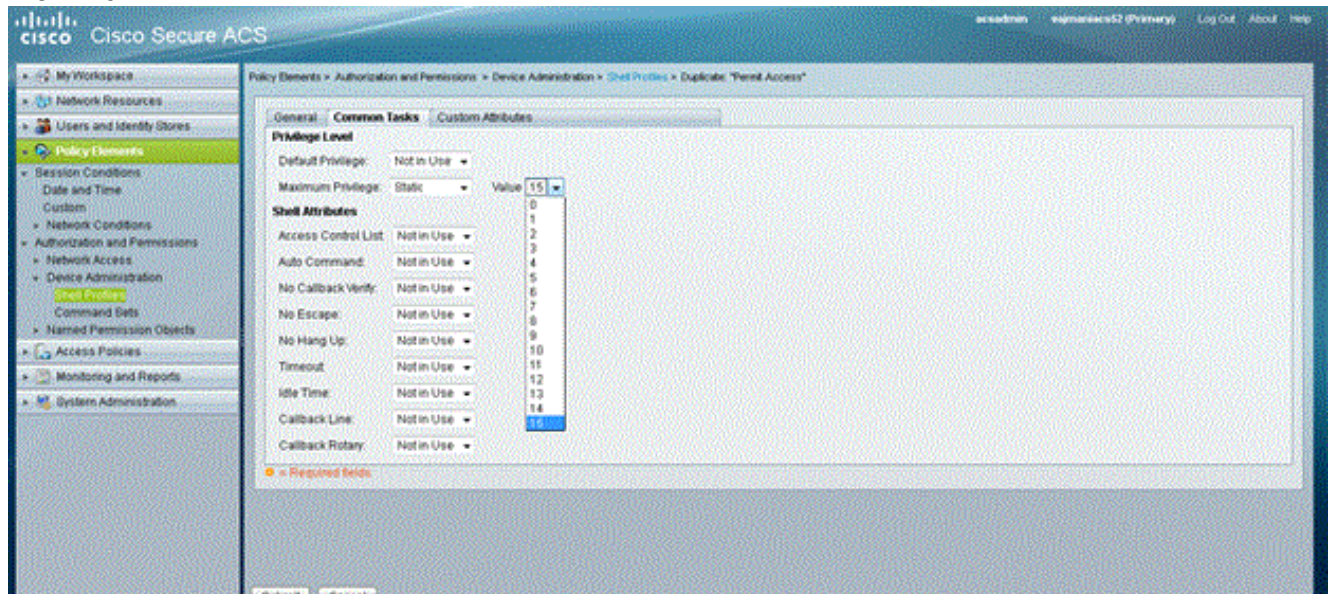 cisco Cisco Secure ACS
acsadmin (Primary) Log Out About Help
My Workspace
Network Resources
Users and Identity Stores
Policy Elements
Session Conditions
Date and Time
Custom
Network Conditions
Authorization and Permissions
Network Access
Device Administration
Shell Profiles
Command Sets
Named Permission Objects
Access Policies
Monitoring and Reports
System Administration
Policy Elements > Authorization and Permissions > Device Administration > Shell Profiles > Duplicate: "Permit Access"
General Common Tasks Custom Attributes
Privilege Level
Default Privilege: Not in Use
Maximum Privilege: Static Value 15
0
1
2
3
4
5
6
7
8
9
10
11
12
13
14
15
Shell Attributes
Access Control List: Not in Use
Auto Command: Not in Use
No Callback Verify: Not in Use
No Escape: Not in Use
No Hang Up: Not in Use
Timeout: Not in Use
Idle Time: Not in Use
Callback Line: Not in Use
Callback Rotary: Not in Use
= Required fields